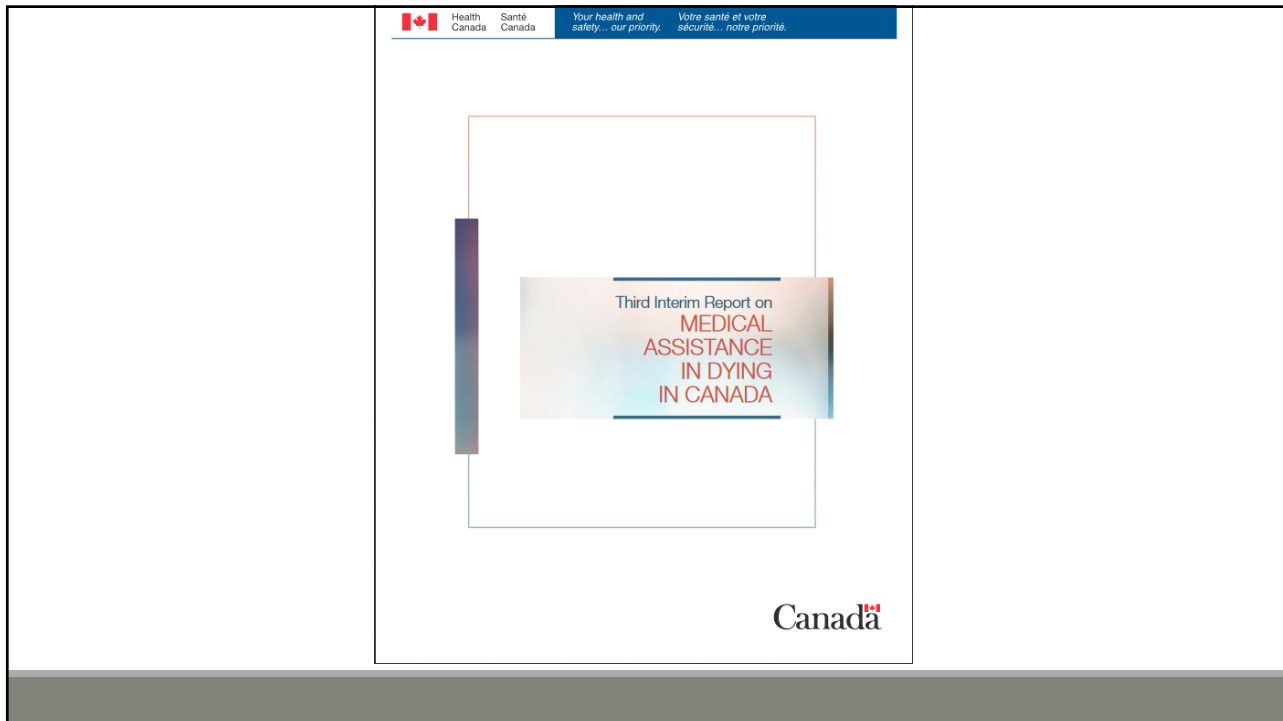 Health Canada
Santé Canada
Your health and
safety... our priority.
Votre santé et votre
sécurité... notre priorité.
Third Interim Report on
MEDICAL
ASSISTANCE
IN DYING
IN CANADA
Canada